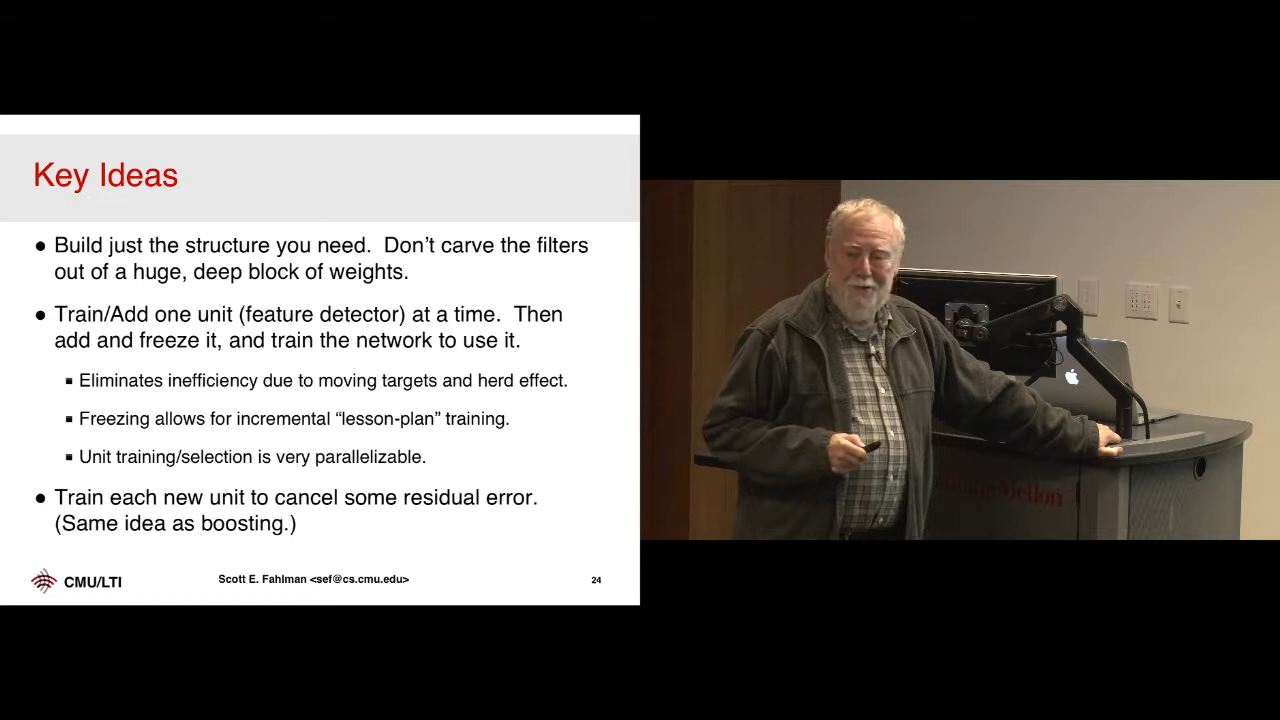 Key Ideas
● Build just the structure you need. Don’t carve the filters
out of a huge, deep block of weights.
● Train/Add one unit (feature detector) at a time. Then
add and freeze it, and train the network to use it.
▪ Eliminates inefficiency due to moving targets and herd effect.
▪ Freezing allows for incremental “lesson-plan” training.
▪ Unit training/selection is very parallelizable.
● Train each new unit to cancel some residual error.
(Same idea as boosting.)
CMU/LTI
Scott E. Fahlman <sef@cs.cmu.edu>
24
Mellon